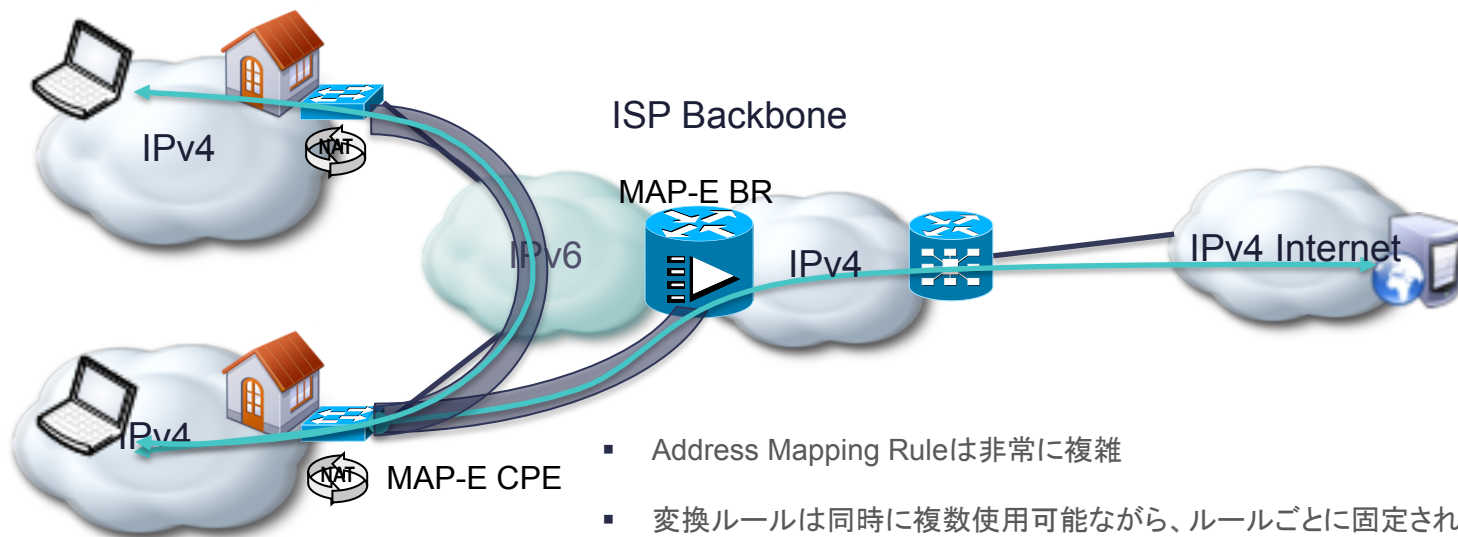 ISP Backbone
IPv4
NAT
MAP-E BR
IPv6
IPv4
IPv4 Internet
IPv4
NAT
MAP-E CPE
▪ Address Mapping Ruleは非常に複雑
▪ 変換ルールは同時に複数使用可能ながら、ルールごとに固定され